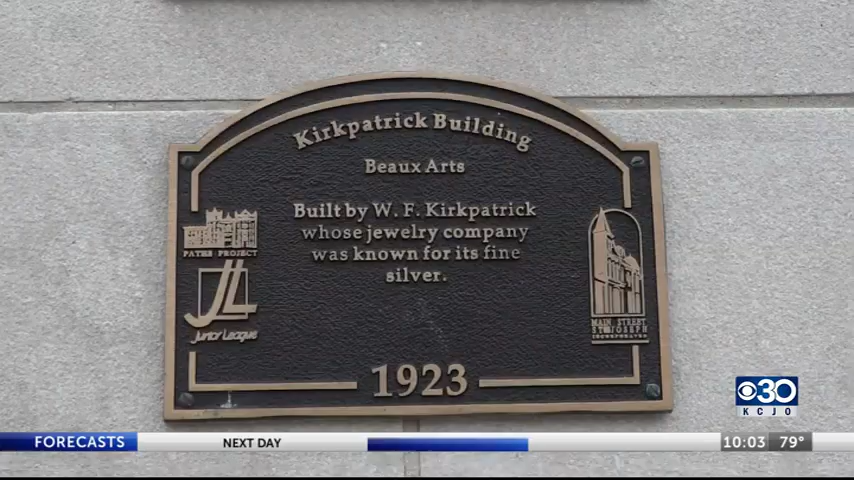 Kirkpatrick Building
Beaux Arts
Built by W. F. Kirkpatrick
whose jewelry company
was known for its fine
silver.
PATHS PROJECT
JL
Junior League
MAIN STREET
ST. JOSEPH
INCORPORATED
1923
30
KCJO
FORECASTS
NEXT DAY
10:03 79°